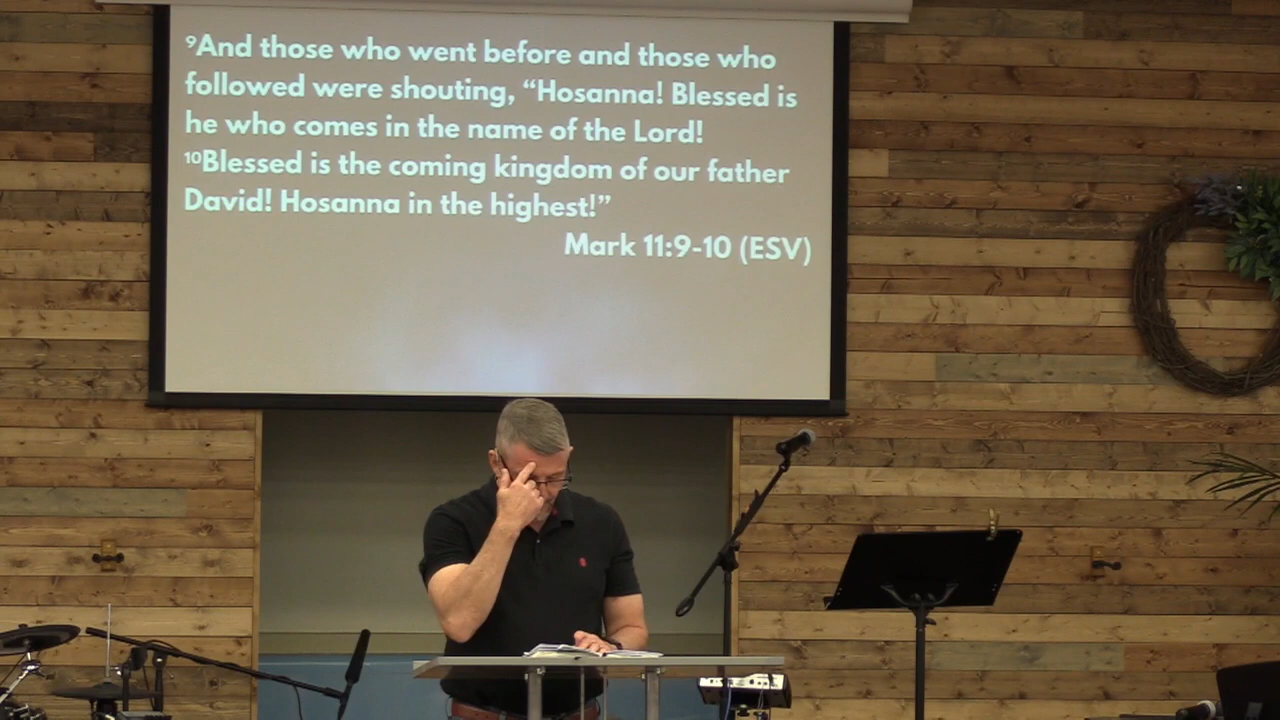 ⁹And those who went before and those who
followed were shouting, “Hosanna! Blessed is
he who comes in the name of the Lord!
¹⁰Blessed is the coming kingdom of our father
David! Hosanna in the highest!”
Mark 11:9-10 (ESV)